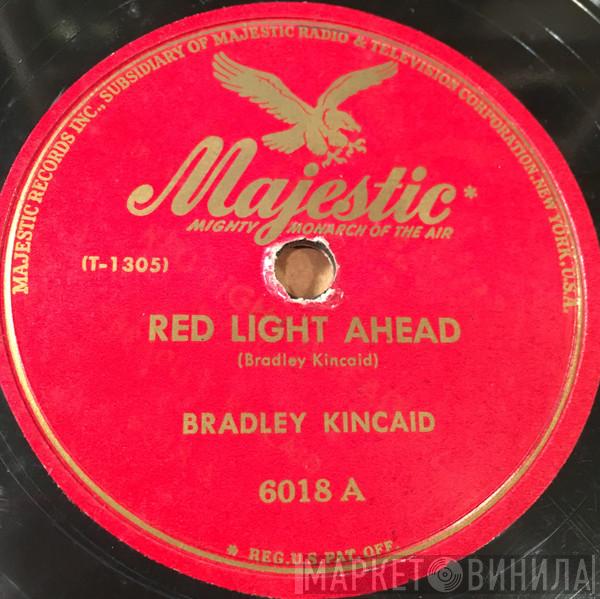 MAJESTIC RECORDS INC., SUBSIDIARY OF MAJESTIC RADIO & TELEVISION CORPORATION, NEW YORK, U.S.A.
Majestic*
MIGHTY MONARCH OF THE AIR
(T-1305)
RED LIGHT AHEAD
(Bradley Kincaid)
BRADLEY KINCAID
6018 A
* REG. U.S. PAT. OFF.
МАРКЕТ ВИНИЛА